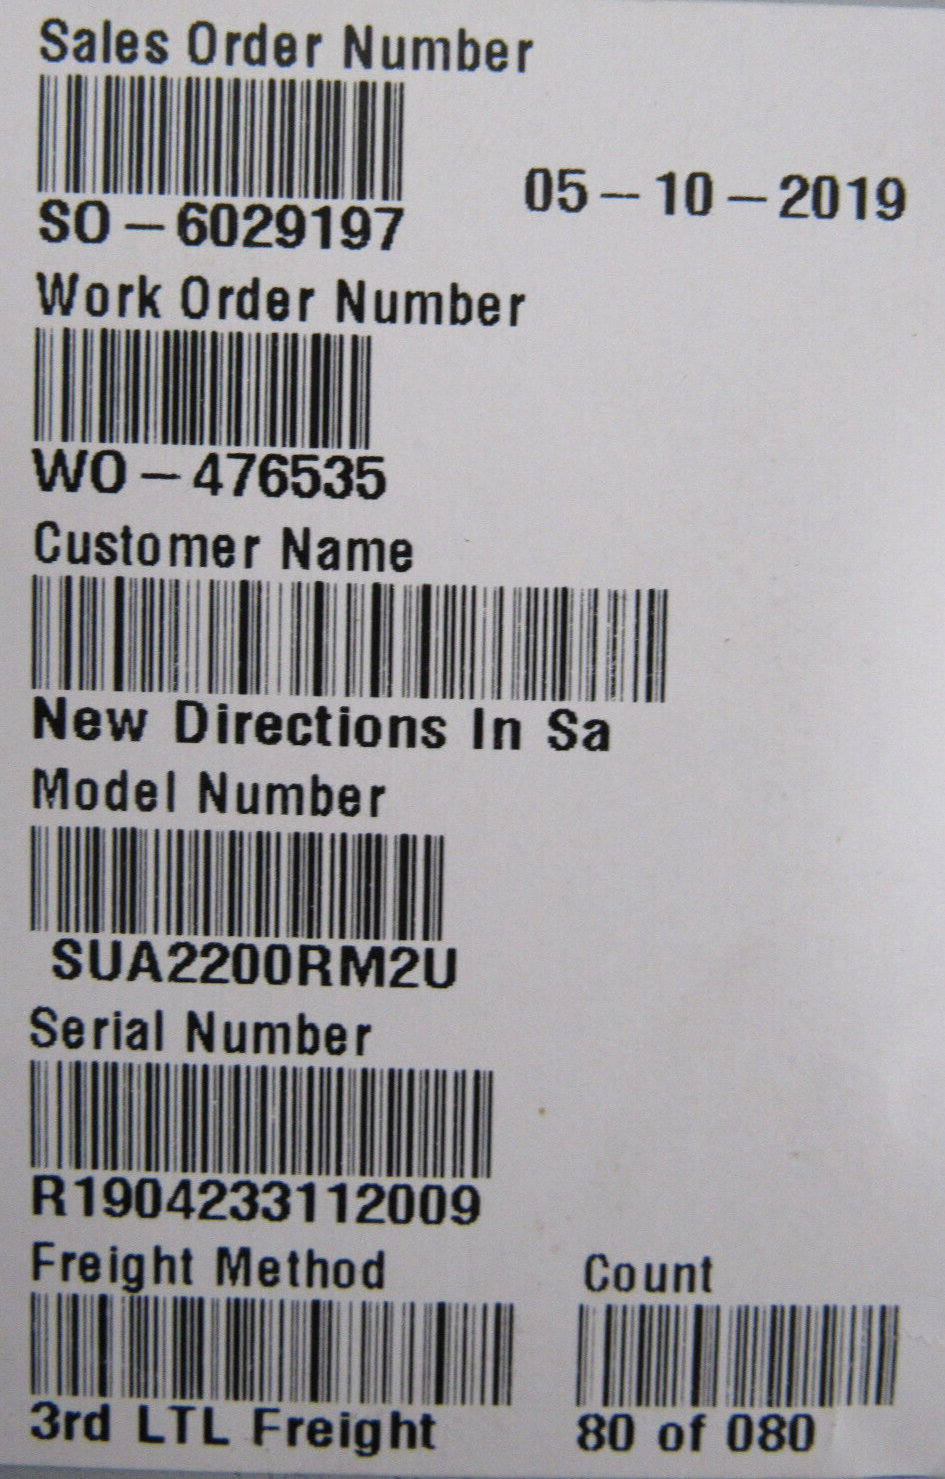 Sales Order Number
SO-6029197
05-10-2019
Work Order Number
WO-476535
Customer Name
New Directions In Sa
Model Number
SUA2200RM2U
Serial Number
R1904233112009
Freight Method
3rd LTL Freight
Count
80 of 080